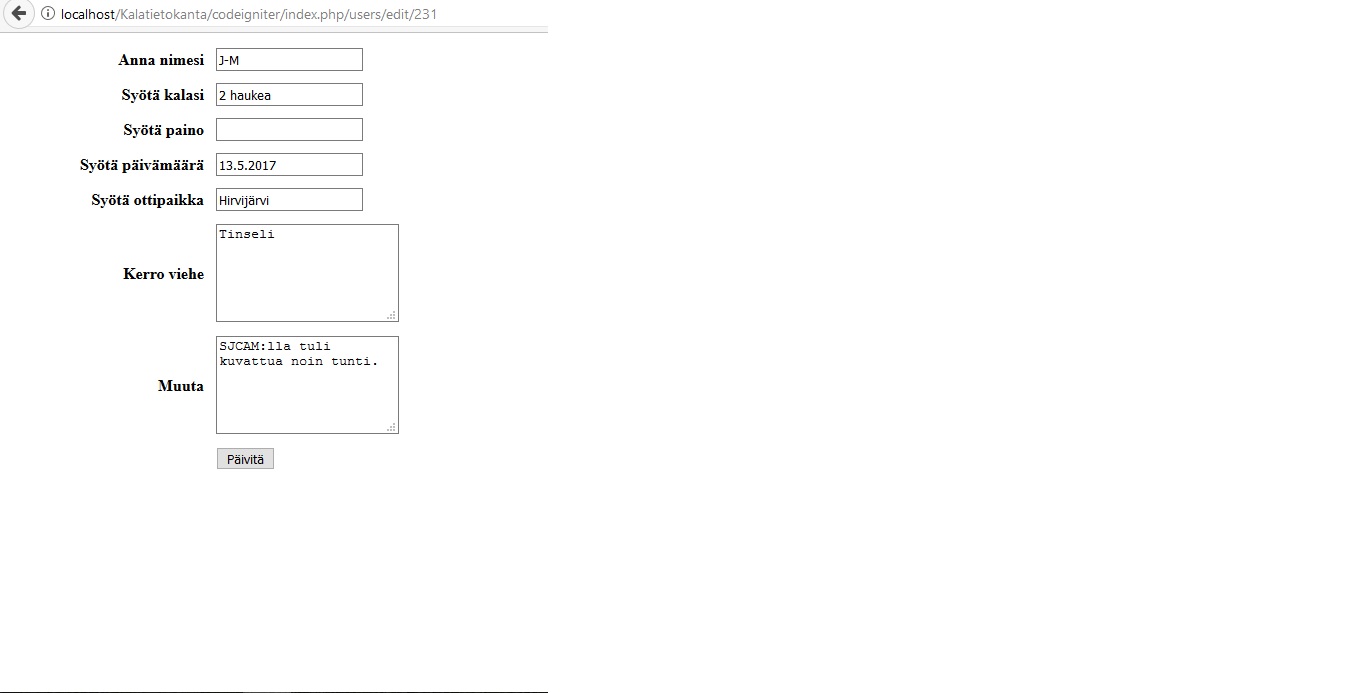 localhost/Kalatietokanta/codeigniter/index.php/users/edit/231
Anna nimesi J-M
Syötä kalasi 2 haukea
Syötä paino
Syötä päivämäärä 13.5.2017
Syötä ottipaikka Hirvijärvi
Kerro viehe Tinseli
Muuta SJCAM:lla tuli
kuvattua noin tunti.
Päivitä